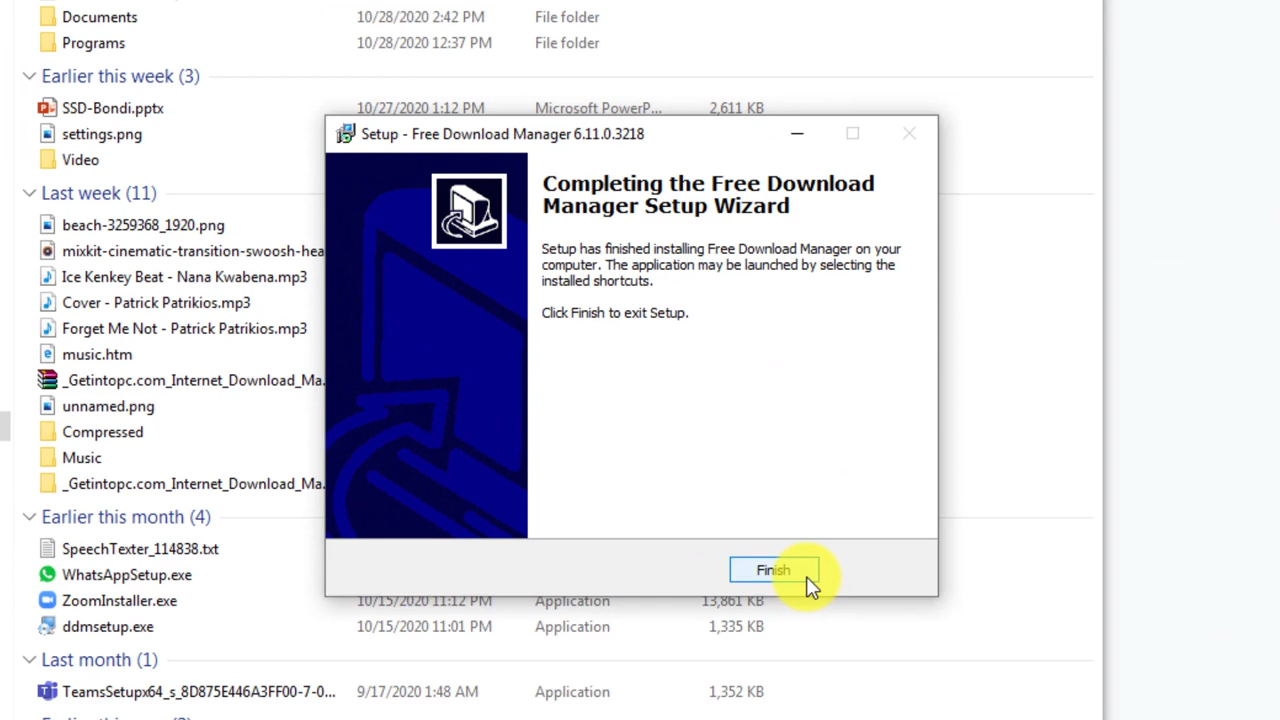 Documents 10/28/2020 2:42 PM File folder
Programs 10/28/2020 12:37 PM File folder
Earlier this week (3)
SSD-Bondi.pptx 10/27/2020 1:12 PM Microsoft PowerP... 2,611 KB
settings.png
Video
Last week (11)
beach-3259368_1920.png
mixkit-cinematic-transition-swoosh-hea
Ice Kenkey Beat - Nana Kwabena.mp3
Cover - Patrick Patrikios.mp3
Forget Me Not - Patrick Patrikios.mp3
music.htm
_Getintopc.com_Internet_Download_Ma...
unnamed.png
Compressed
Music
_Getintopc.com_Internet_Download_Ma...
Earlier this month (4)
SpeechTexter_114838.txt
WhatsAppSetup.exe
ZoomInstaller.exe 10/15/2020 11:12 PM Application 13,861 KB
ddmsetup.exe 10/15/2020 11:01 PM Application 1,335 KB
Last month (1)
TeamsSetupx64_s_8D875E446A3FF00-7-0... 9/17/2020 1:48 AM Application 1,352 KB
Setup - Free Download Manager 6.11.0.3218
Completing the Free Download
Manager Setup Wizard
Setup has finished installing Free Download Manager on your
computer. The application may be launched by selecting the
installed shortcuts.
Click Finish to exit Setup.
Finish